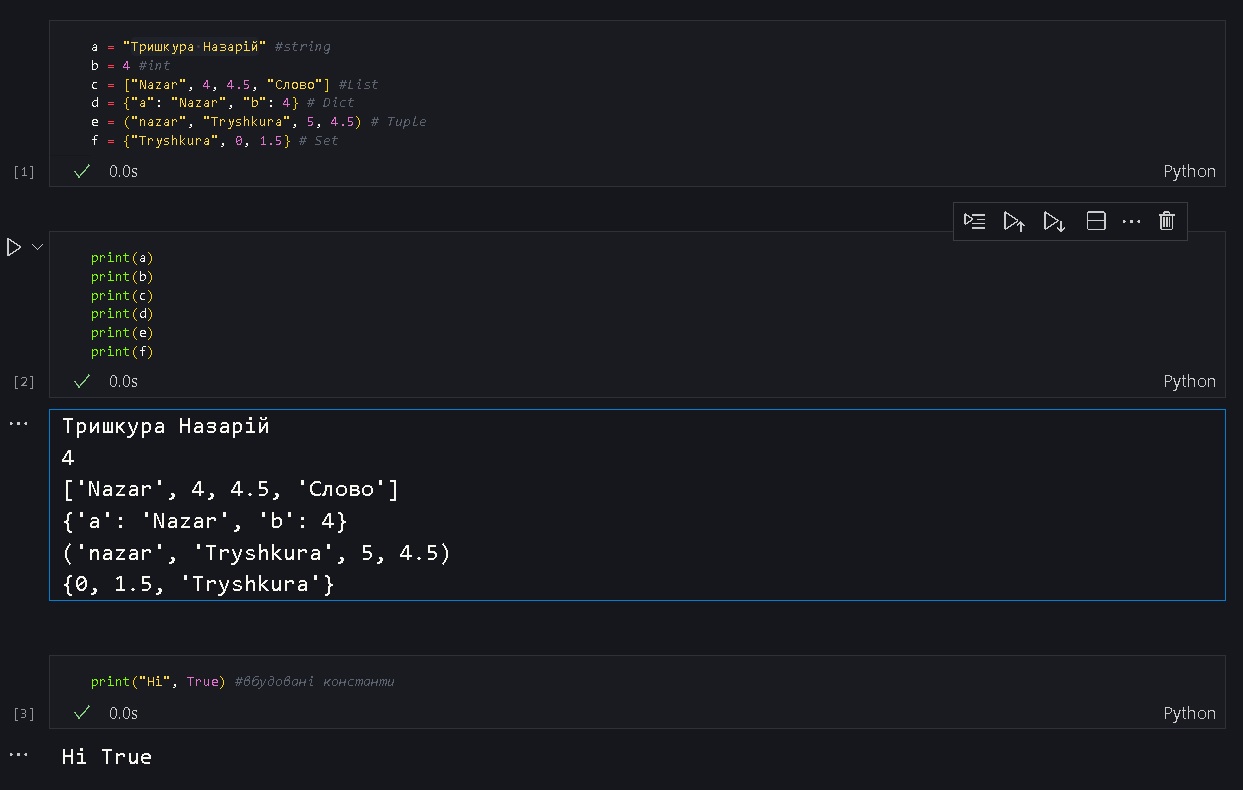 a = "Тришкура Назарій" #string
b = 4 #int
c = ["Nazar", 4, 4.5, "Слово"] #List
d = {"a": "Nazar", "b": 4} # Dict
e = ("nazar", "Tryshkura", 5, 4.5) # Tuple
f = {"Tryshkura", 0, 1.5} # Set
[1] 0.0s Python
print(a)
print(b)
print(c)
print(d)
print(e)
print(f)
[2] 0.0s Python
Тришкура Назарій
4
['Nazar', 4, 4.5, 'Слово']
{'a': 'Nazar', 'b': 4}
('nazar', 'Tryshkura', 5, 4.5)
{0, 1.5, 'Tryshkura'}
print("Hi", True) #вбудовані константи
[3] 0.0s Python
Hi True